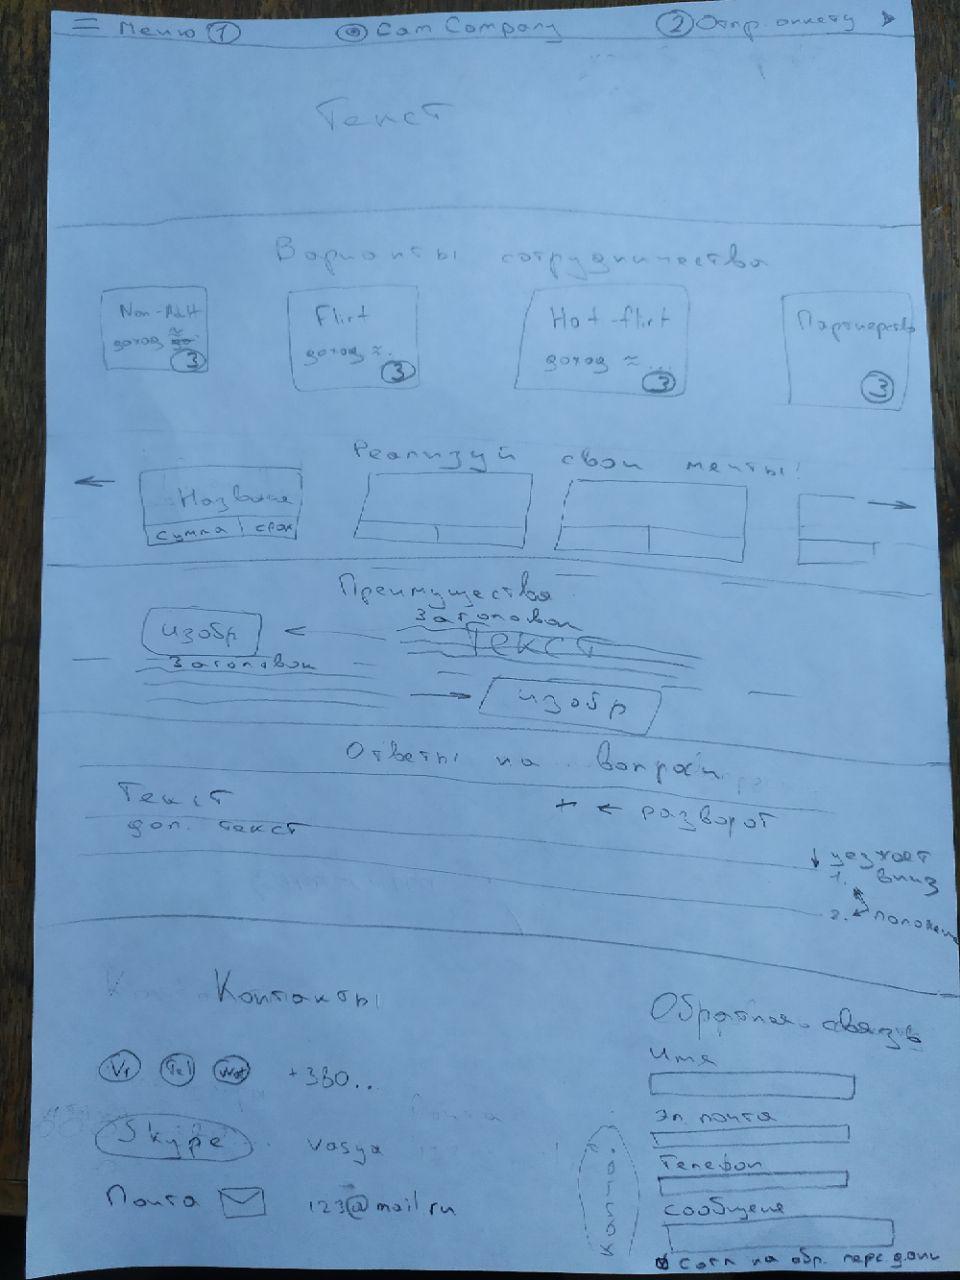 Меню 1 Cam Company 2 Отпр. анкету
Текст
Варианты сотрудничества
Non-Adult
доход ≈
3
Flirt
доход ≈..
3
Hot-flirt
доход ≈...
3
Партнерство
3
Реализуй свои мечты!
Название
сумма срок
Преимущества
изобр
Заголовок
Текст
Заголовок
изобр
Ответы на вопросы
Текст
доп. текст
+ ← разворот
↓ уезжает
1. вниз
2.
Контакты
Vi Tel Wat +380..
Skype vasya
Почта 123@mail ru
Обратная связь
Имя
Эл почта
Телефон
сообщение
согл на обр. перс. данн